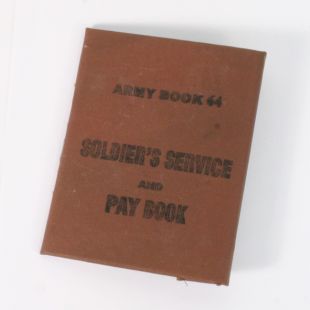 ARMY BOOK 64
SOLDIER'S SERVICE
AND
PAY BOOK